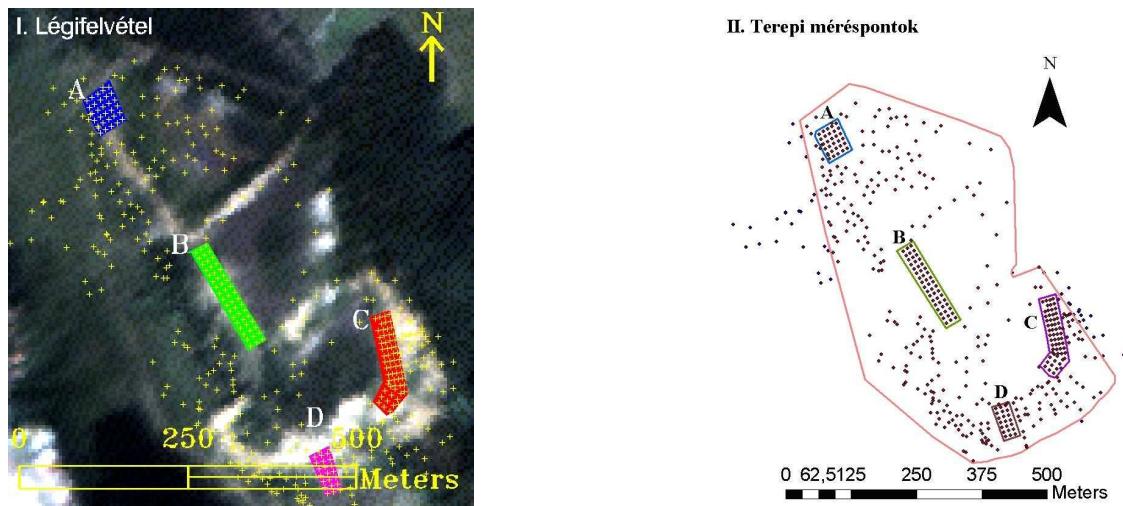 I. Légifelvétel
N
A
B
C
D
0 250 500
Meters
II. Terepi méréspontok
N
A
B
C
D
0 62,5125 250 375 500
Meters